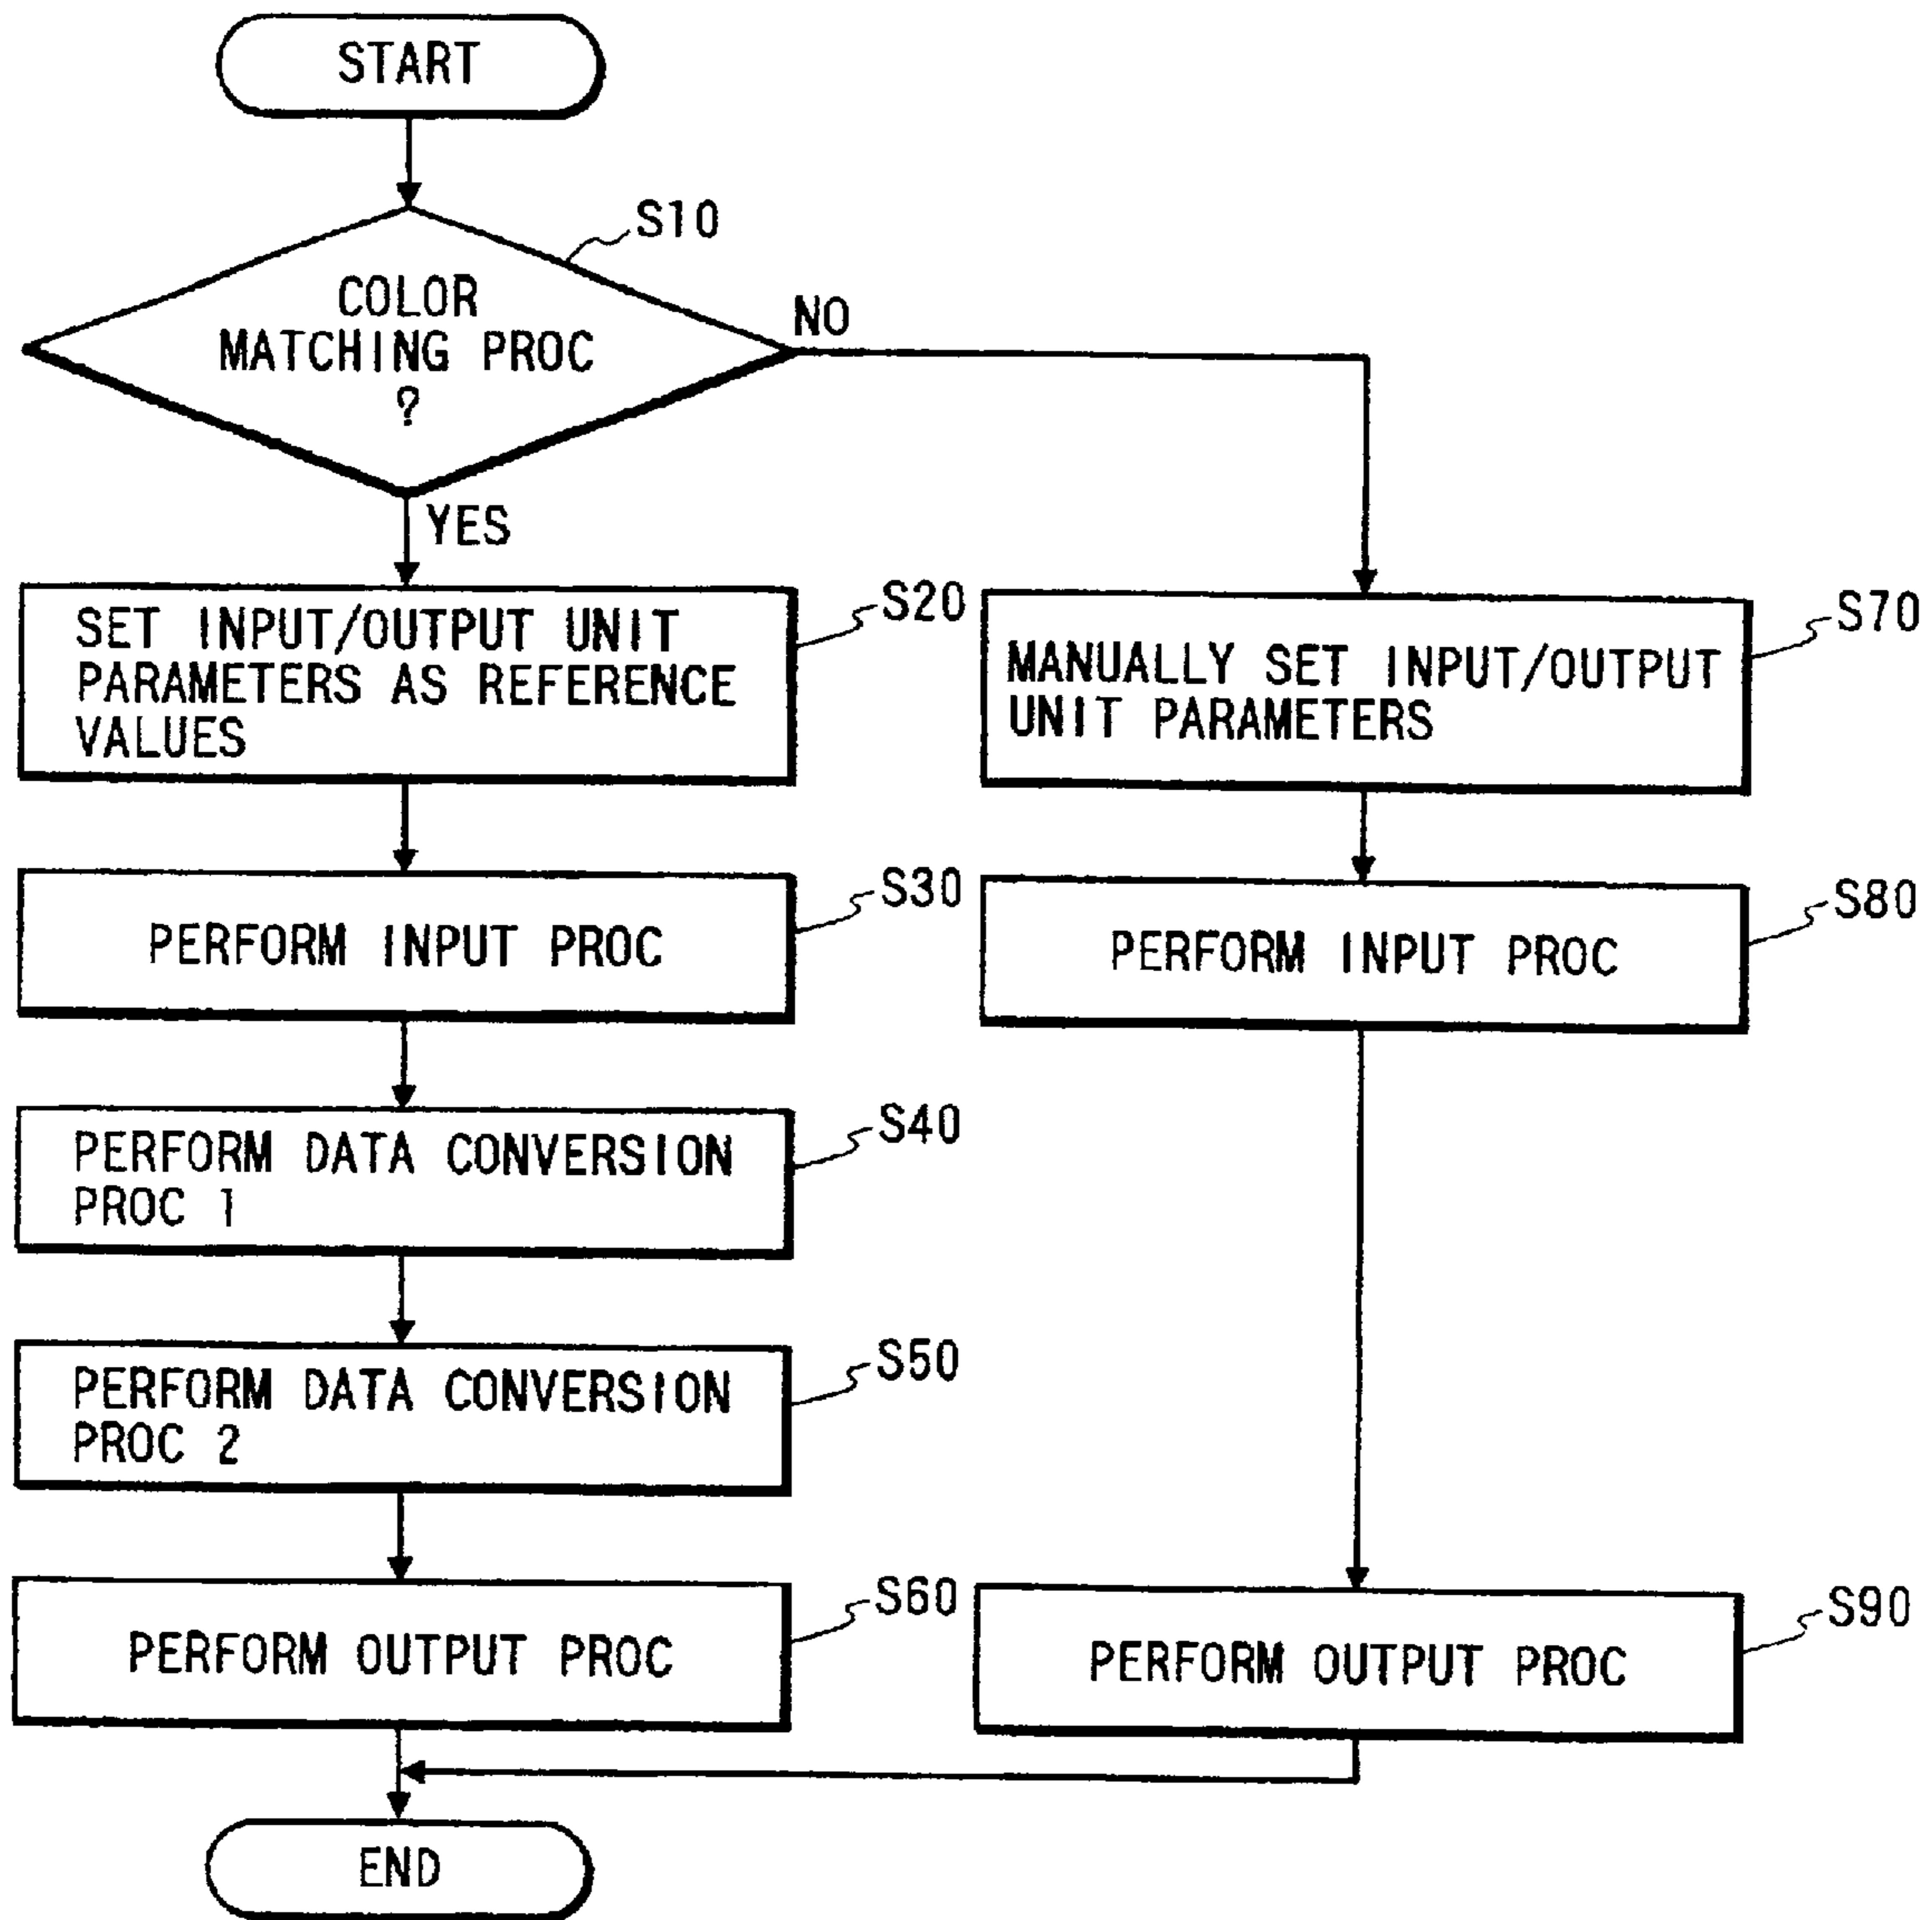 START
S10
COLOR
MATCHING PROC
?
NO
YES
SET INPUT/OUTPUT UNIT
PARAMETERS AS REFERENCE
VALUES
S20
MANUALLY SET INPUT/OUTPUT
UNIT PARAMETERS
S70
PERFORM INPUT PROC
S30
PERFORM INPUT PROC
S80
PERFORM DATA CONVERSION
PROC 1
S40
PERFORM DATA CONVERSION
PROC 2
S50
PERFORM OUTPUT PROC
S60
PERFORM OUTPUT PROC
S90
END